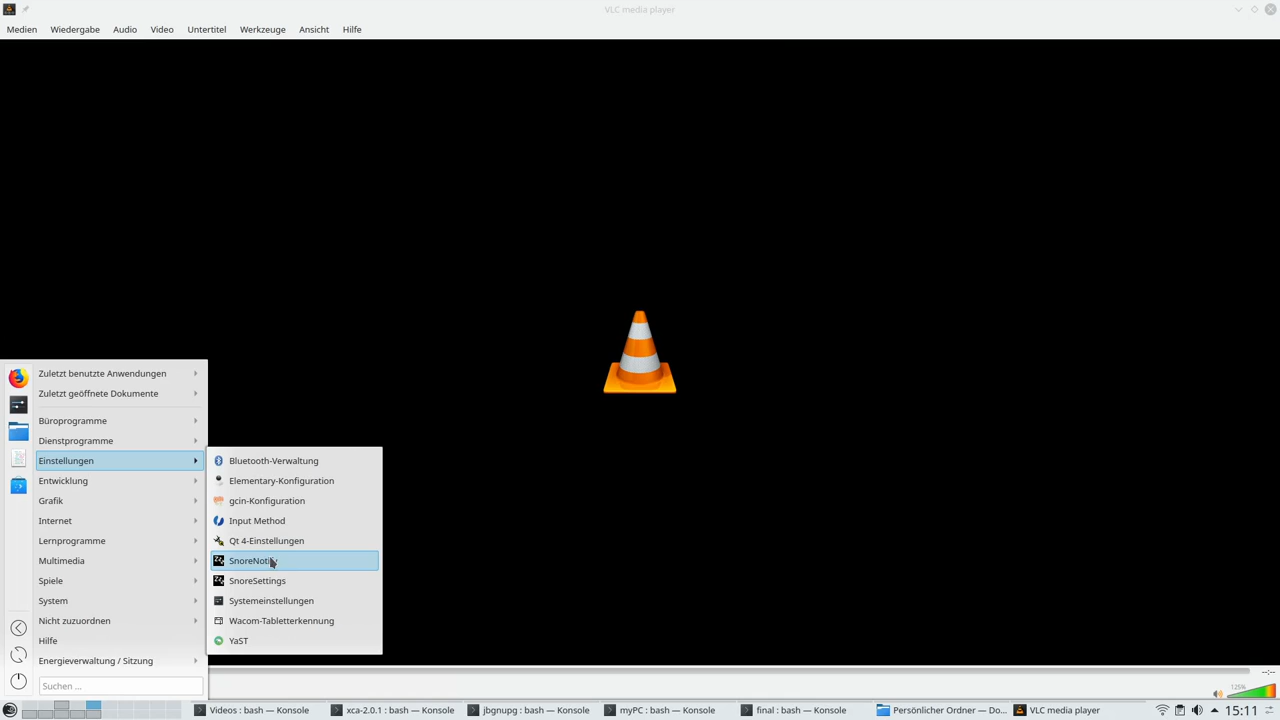 VLC media player
Medien Wiedergabe Audio Video Untertitel Werkzeuge Ansicht Hilfe
Zuletzt benutzte Anwendungen
Zuletzt geöffnete Dokumente
Büroprogramme
Dienstprogramme
Einstellungen
Entwicklung
Grafik
Internet
Lernprogramme
Multimedia
Spiele
System
Nicht zuzuordnen
Hilfe
Energieverwaltung / Sitzung
Suchen ...
Bluetooth-Verwaltung
Elementary-Konfiguration
gcin-Konfiguration
Input Method
Qt 4-Einstellungen
SnoreNotify
SnoreSettings
Systemeinstellungen
Wacom-Tabletterkennung
YaST
--:--
125%
Videos : bash — Konsole xca-2.0.1 : bash — Konsole jbgnupg : bash — Konsole myPC : bash — Konsole final : bash — Konsole Persönlicher Ordner — Do... VLC media player 15:11